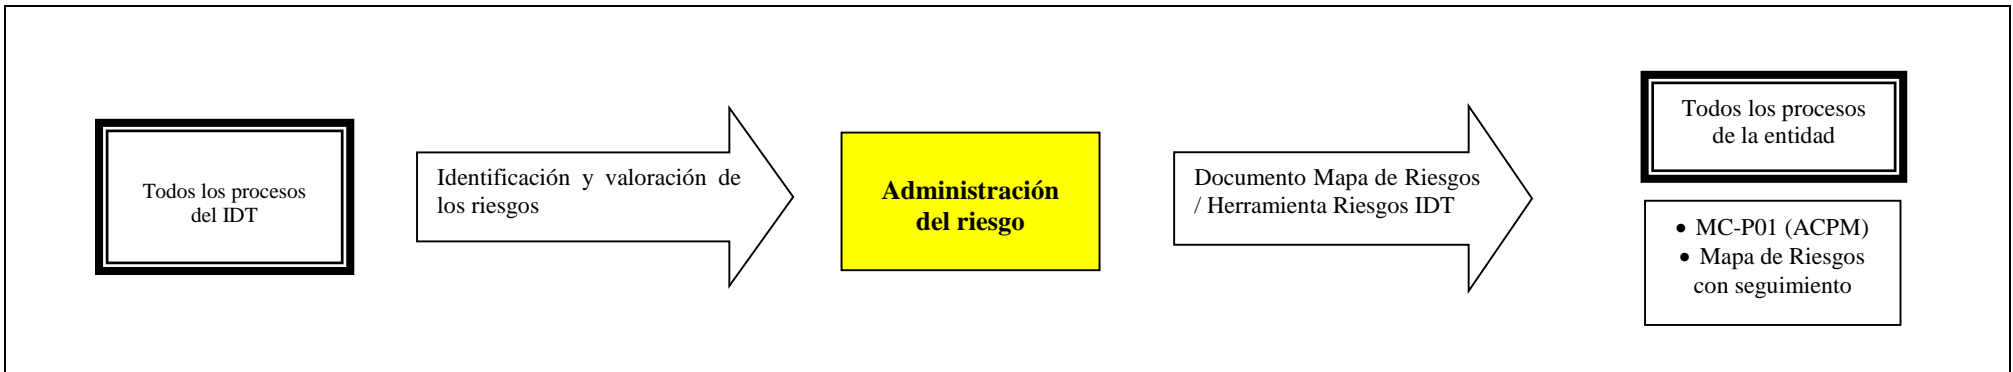 Todos los procesos
del IDT
Identificación y valoración de
los riesgos
Administración
del riesgo
Documento Mapa de Riesgos
/ Herramienta Riesgos IDT
Todos los procesos
de la entidad
• MC-P01 (ACPM)
• Mapa de Riesgos
con seguimiento